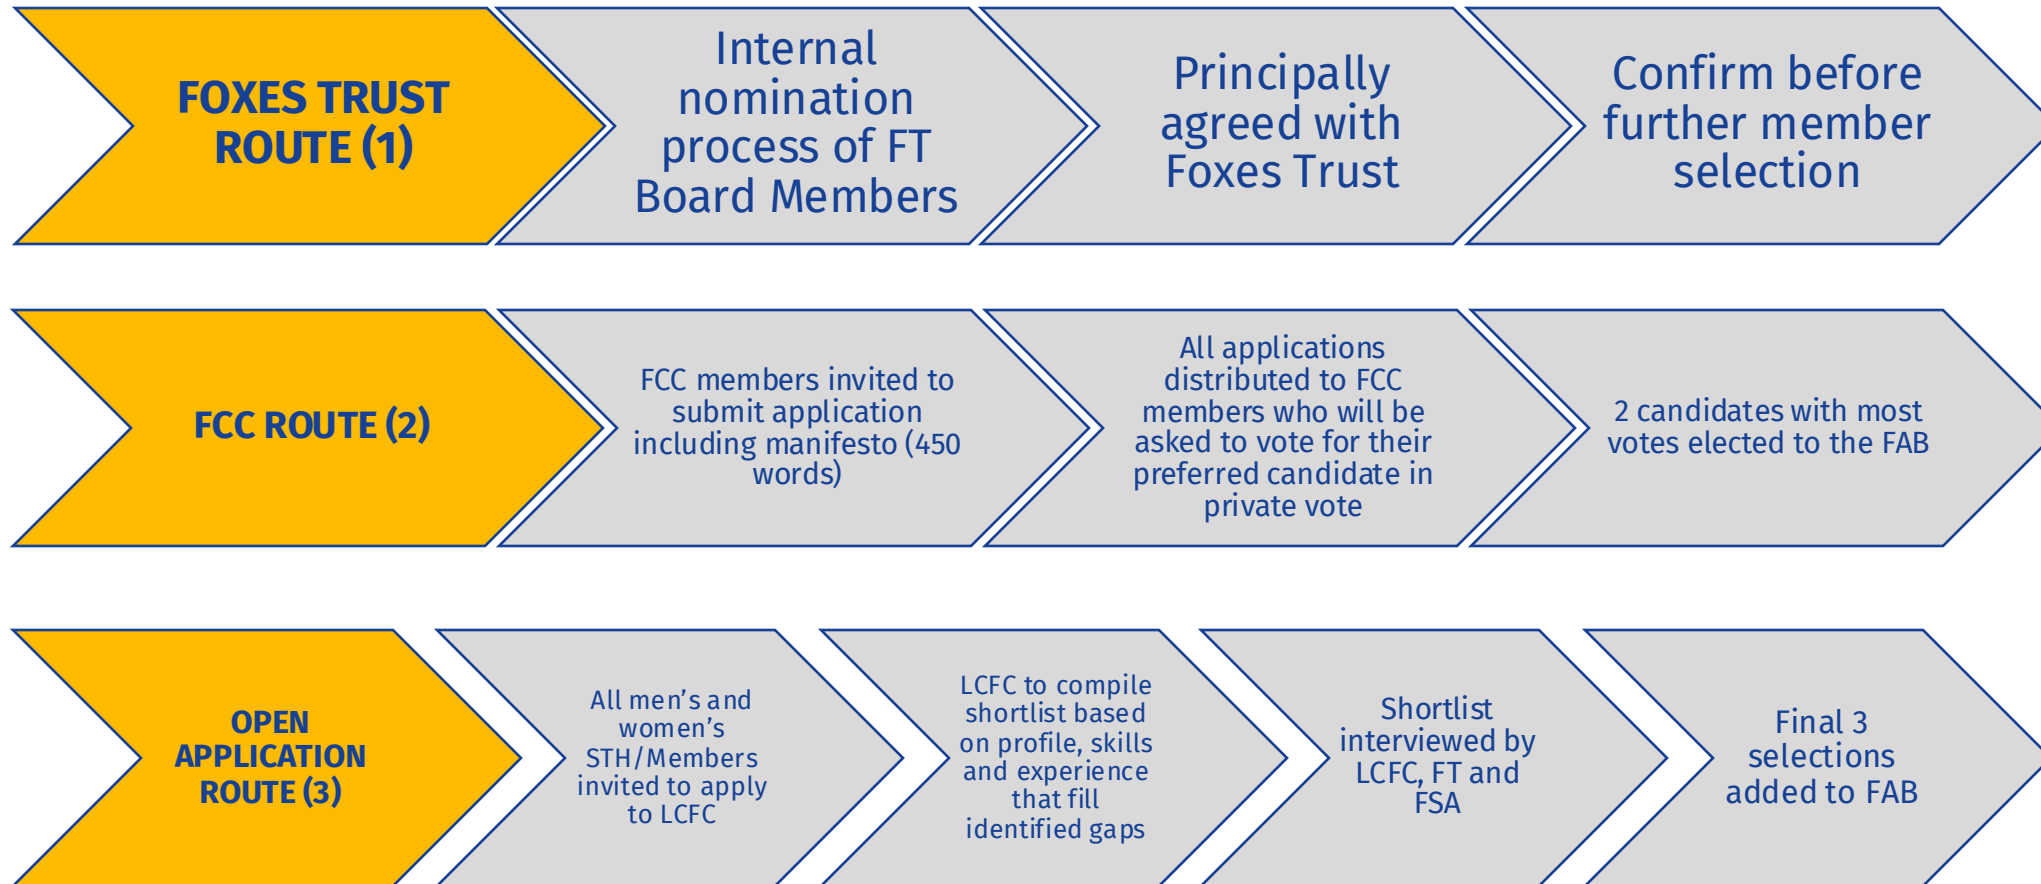 FOXES TRUST
ROUTE (1)
Internal
nomination
process of FT
Board Members
Principally
agreed with
Foxes Trust
Confirm before
further member
selection
FCC ROUTE (2)
FCC members invited to
submit application
including manifesto (450
words)
All applications
distributed to FCC
members who will be
asked to vote for their
preferred candidate in
private vote
2 candidates with most
votes elected to the FAB
OPEN
APPLICATION
ROUTE (3)
All men’s and
women’s
STH/Members
invited to apply
to LCFC
LCFC to compile
shortlist based
on profile, skills
and experience
that fill
identified gaps
Shortlist
interviewed by
LCFC, FT and
FSA
Final 3
selections
added to FAB